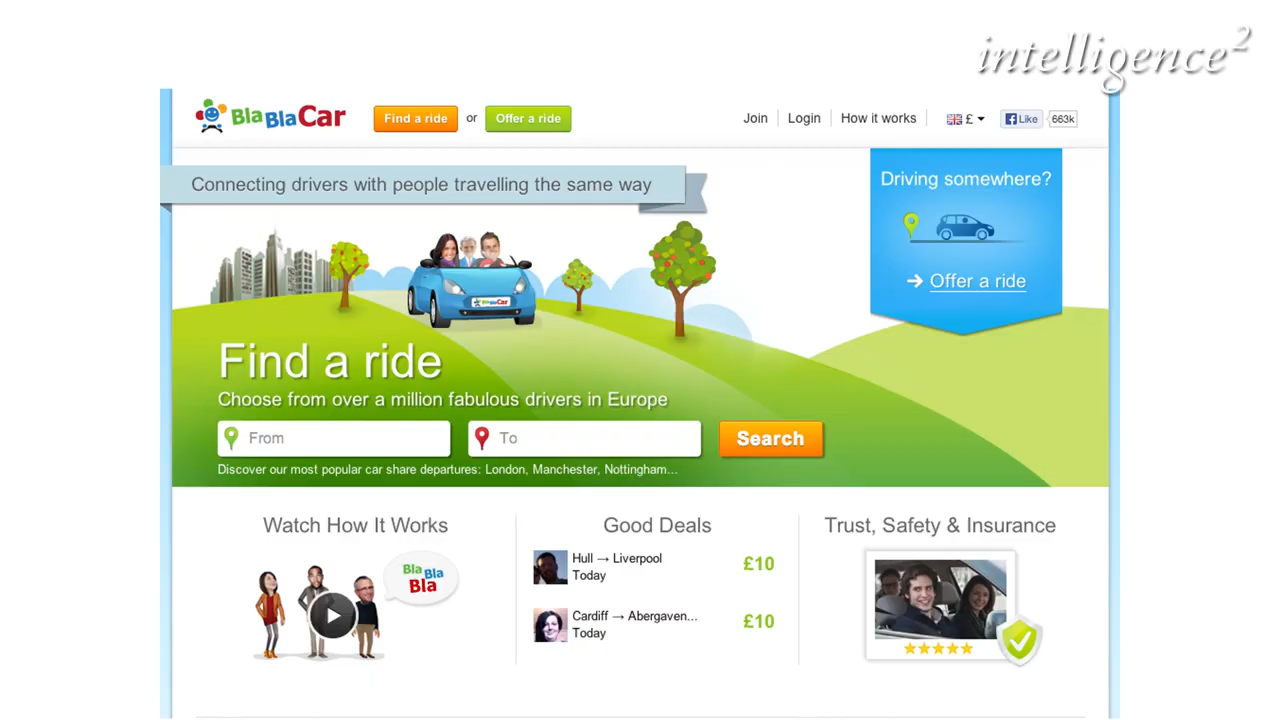 intelligence²
BlaBlaCar
Find a ride or Offer a ride
Join Login How it works £ Like 663k
Connecting drivers with people travelling the same way
Driving somewhere?
→ Offer a ride
BlaBlaCar
Find a ride
Choose from over a million fabulous drivers in Europe
From To Search
Discover our most popular car share departures: London, Manchester, Nottingham...
Watch How It Works
Bla Bla Bla
Good Deals
Hull → Liverpool £10
Today
Cardiff → Abergaven... £10
Today
Trust, Safety & Insurance